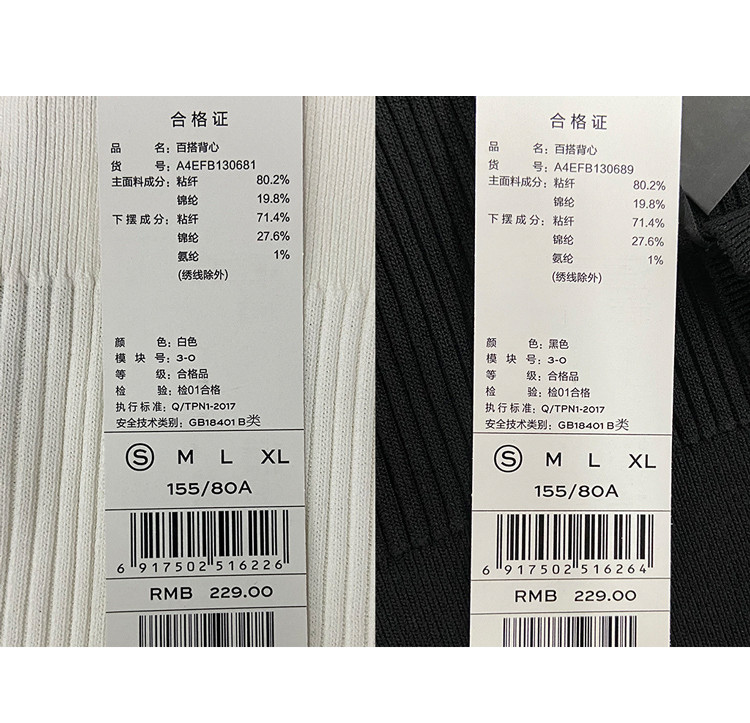 合格证
品 名：百搭背心
货 号：A4EFB130681
主面料成分：粘纤 80.2%
锦纶 19.8%
下摆成分：粘纤 71.4%
锦纶 27.6%
氨纶 1%
(绣线除外)
颜 色：白色
模 块 号：3-0
等 级：合格品
检 验：检01合格
执行标准：Q/TPN1-2017
安全技术类别：GB18401 B类
S M L XL
155/80A
6 917502 516226
RMB 229.00
合格证
品 名：百搭背心
货 号：A4EFB130689
主面料成分：粘纤 80.2%
锦纶 19.8%
下摆成分：粘纤 71.4%
锦纶 27.6%
氨纶 1%
(绣线除外)
颜 色：黑色
模 块 号：3-0
等 级：合格品
检 验：检01合格
执行标准：Q/TPN1-2017
安全技术类别：GB18401 B类
S M L XL
155/80A
6 917502 516264
RMB 229.00